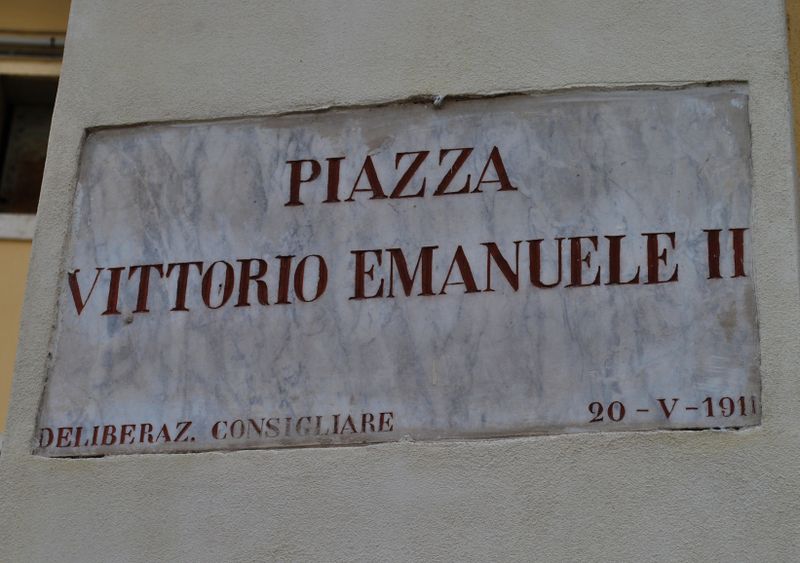 PIAZZA
VITTORIO EMANUELE II
DELIBERAZ. CONSIGLIARE 20-V-1911